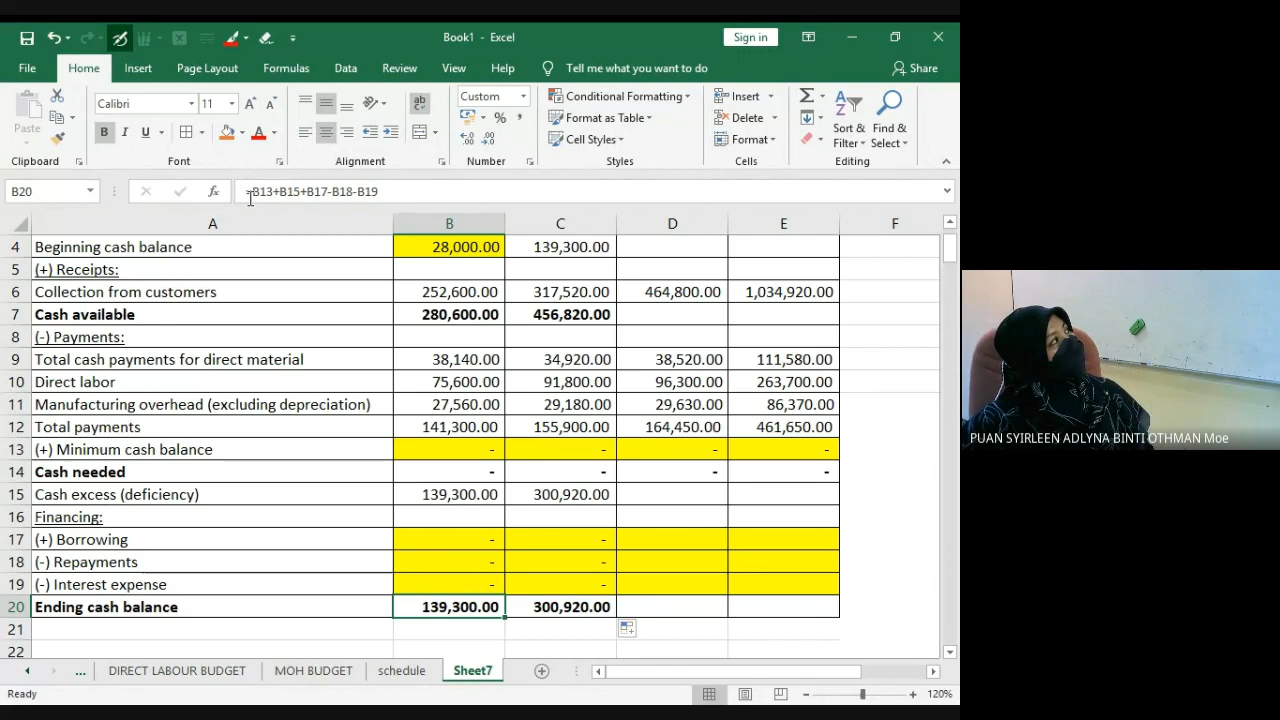 Book1 - Excel
Sign in
File Home Insert Page Layout Formulas Data Review View Help Tell me what you want to do Share
Paste
Calibri 11
B I U A
ab
Custom
% ,
Conditional Formatting
Format as Table
Cell Styles
Insert
Delete
Format
Sort & Filter
Find & Select
Clipboard Font Alignment Number Styles Cells Editing
B20 fx =B13+B15+B17-B18-B19
A B C D E F
4 Beginning cash balance 28,000.00 139,300.00
5 (+) Receipts:
6 Collection from customers 252,600.00 317,520.00 464,800.00 1,034,920.00
7 Cash available 280,600.00 456,820.00
8 (-) Payments:
9 Total cash payments for direct material 38,140.00 34,920.00 38,520.00 111,580.00
10 Direct labor 75,600.00 91,800.00 96,300.00 263,700.00
11 Manufacturing overhead (excluding depreciation) 27,560.00 29,180.00 29,630.00 86,370.00
12 Total payments 141,300.00 155,900.00 164,450.00 461,650.00
13 (+) Minimum cash balance - - - -
14 Cash needed - - - -
15 Cash excess (deficiency) 139,300.00 300,920.00
16 Financing:
17 (+) Borrowing - -
18 (-) Repayments - -
19 (-) Interest expense - -
20 Ending cash balance 139,300.00 300,920.00
21
22
... DIRECT LABOUR BUDGET MOH BUDGET schedule Sheet7
Ready 120%
PUAN SYIRLEEN ADLYNA BINTI OTHMAN Moe